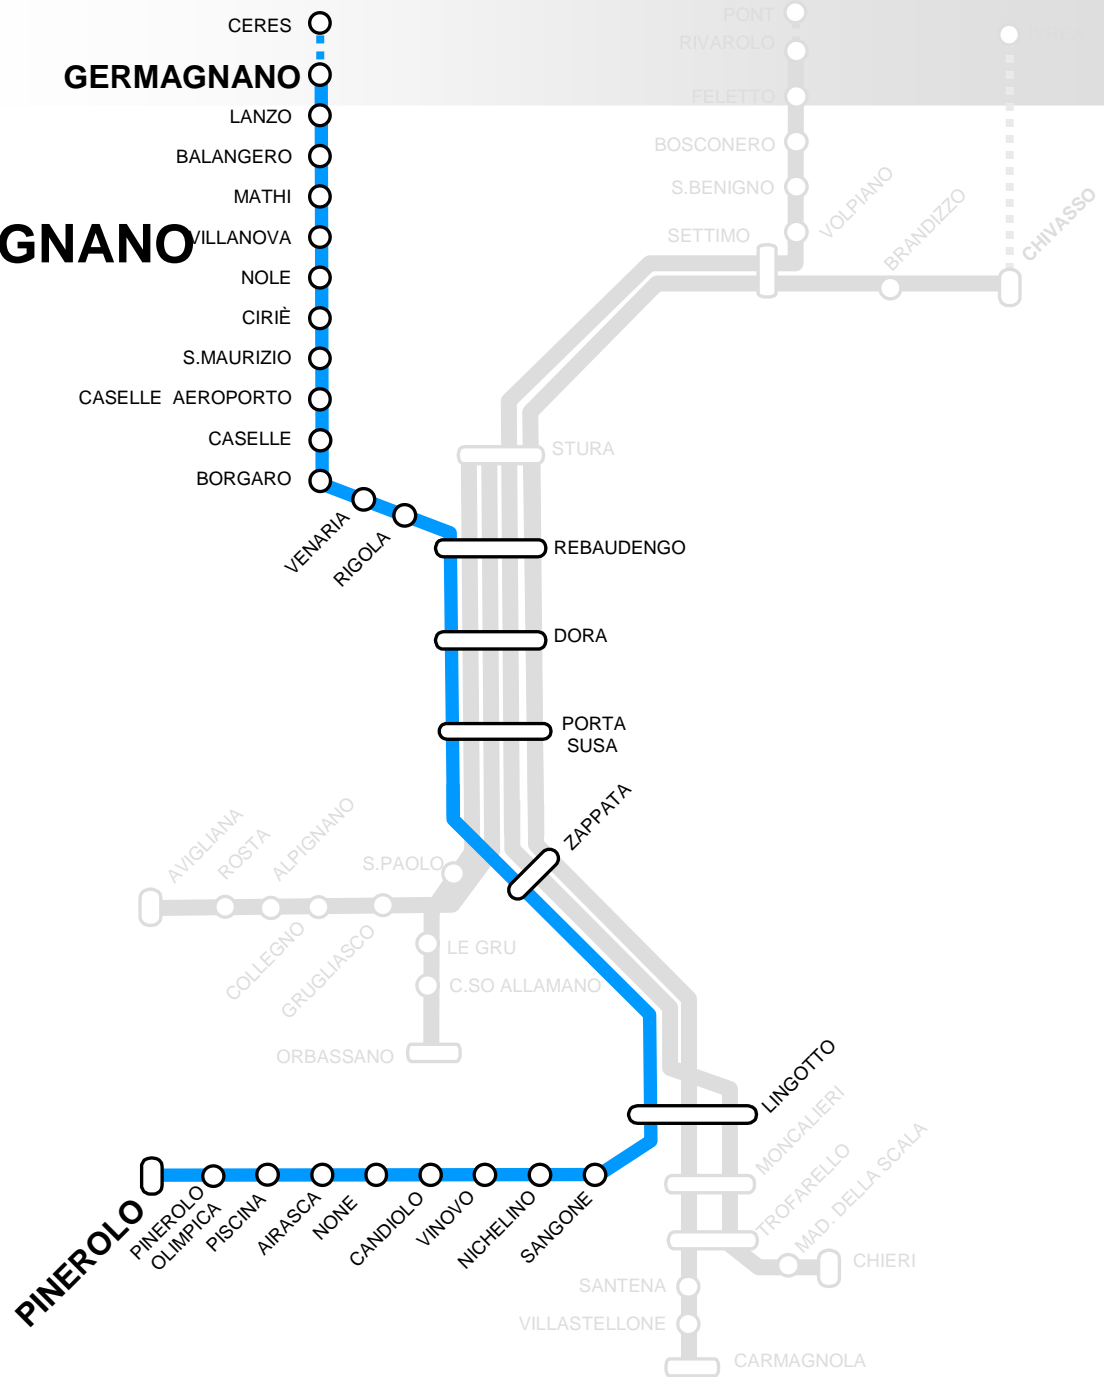 CERES
GERMAGNANO
LANZO
BALANGERO
MATHI
GNANO
VILLANOVA
NOLE
CIRIÈ
S.MAURIZIO
CASELLE AEROPORTO
CASELLE
BORGARO
VENARIA
RIGOLA
PONT
RIVAROLO
FELETTO
BOSCONERO
S.BENIGNO
SETTIMO
VOLPIANO
BRANDIZZO
CHIVASSO
STURA
REBAUDENGO
DORA
PORTA
SUSA
ZAPPATA
AVIGLIANA
ROSTA
ALPIGNANO
S.PAOLO
COLLEGNO
GRUGLIASCO
LE GRU
C.SO ALLAMANO
ORBASSANO
LINGOTTO
MONCALIERI
TROFARELLO
MAD. DELLA SCALA
CHIERI
PINEROLO
PINEROLO
OLIMPICA
PISCINA
AIRASCA
NONE
CANDIOLO
VINOVO
NICHELINO
SANGONE
SANTENA
VILLASTELLONE
CARMAGNOLA